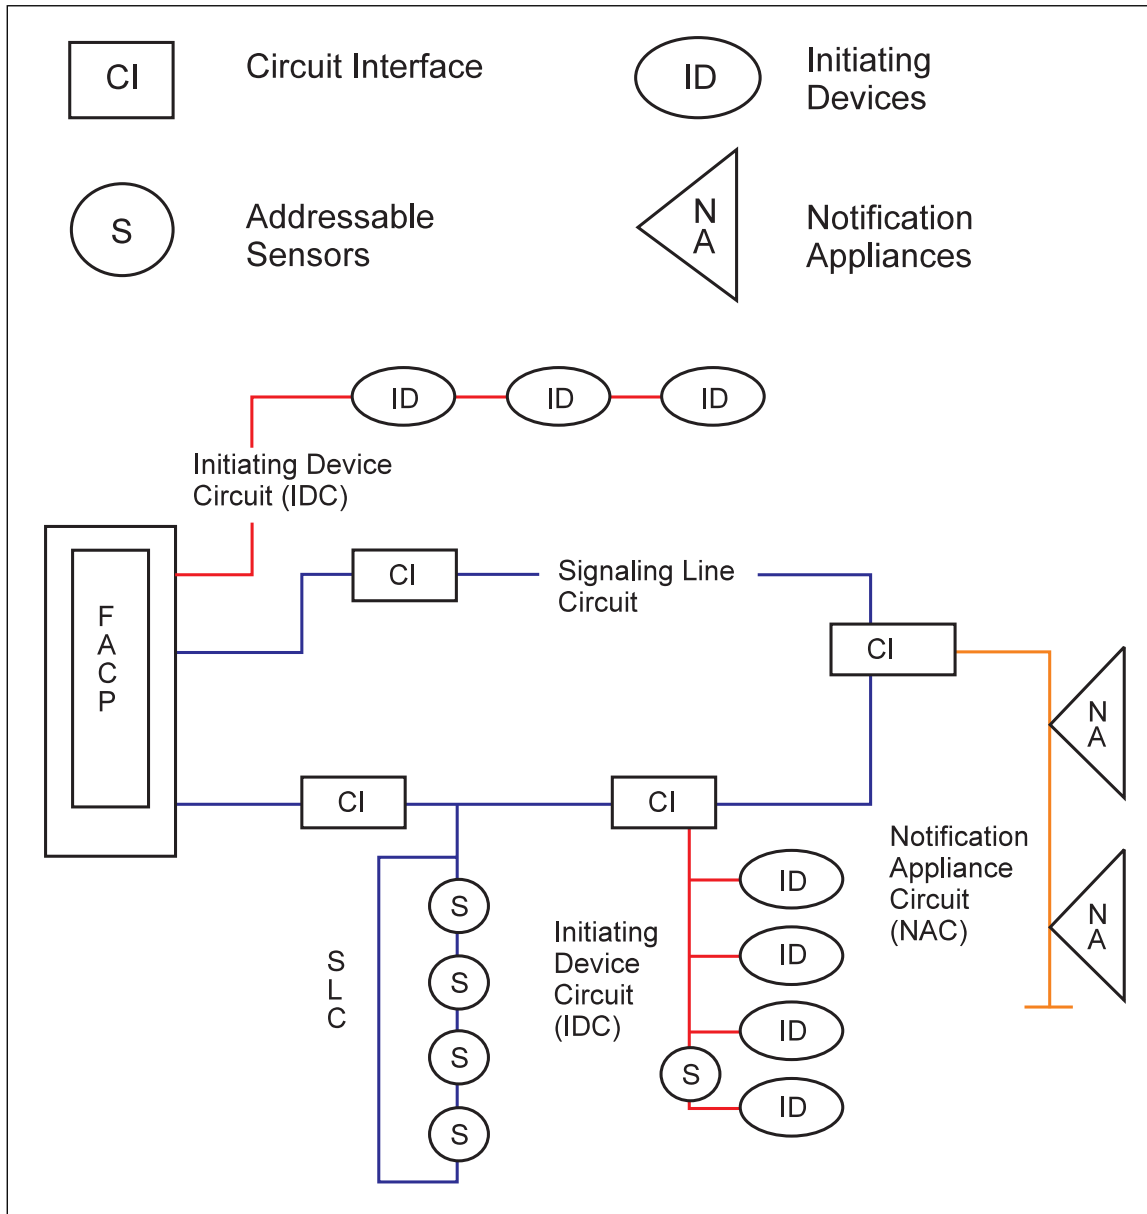 CI
Circuit Interface
ID
Initiating
Devices
S
Addressable
Sensors
N
A
Notification
Appliances
ID
ID
ID
Initiating Device
Circuit (IDC)
F
A
C
P
CI
Signaling Line
Circuit
CI
N
A
CI
CI
Notification
Appliance
Circuit
(NAC)
N
A
S
L
C
S
S
S
S
Initiating
Device
Circuit
(IDC)
ID
ID
ID
S
ID